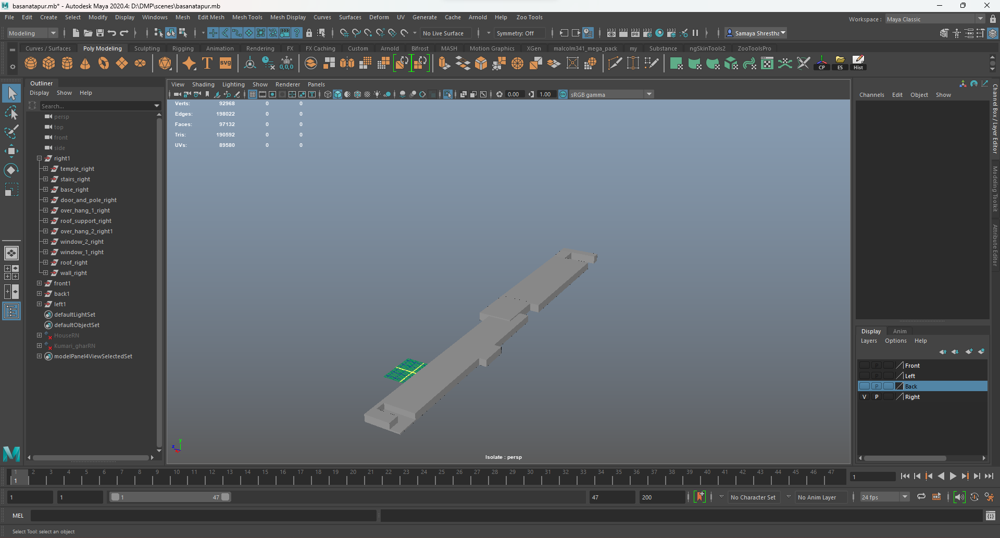 basanatapur.mb* - Autodesk Maya 2020.4: D:\DMP\scenes\basanatapur.mb
File Edit Create Select Modify Display Windows Mesh Edit Mesh Mesh Tools Mesh Display Curves Surfaces Deform UV Generate Cache Arnold Help Zoo Tools
Workspace : Maya Classic
Modeling No Live Surface Symmetry: Off Samaya Shrestha
Curves / Surfaces Poly Modeling Sculpting Rigging Animation Rendering FX FX Caching Custom Arnold Bifrost MASH Motion Graphics XGen malcolm341_mega_pack my Substance ngSkinTools2 ZooToolsPro
T svg 0,0,0 CP ES Hist
Outliner
Display Show Help
Search...
persp
top
front
side
right1
temple_right
stairs_right
base_right
door_and_pole_right
over_hang_1_right
roof_support_right
over_hang_2_right1
window_2_right
window_1_right
roof_right
wall_right
front1
back1
left1
defaultLightSet
defaultObjectSet
HouseRN
Kumari_gharRN
modelPanel4ViewSelectedSet
View Shading Lighting Show Renderer Panels
0.00 1.00 ON sRGB gamma
Verts: 92968 0 0
Edges: 198022 0 0
Faces: 97132 0 0
Tris: 190592 0 0
UVs: 89580 0 0
y
z
Isolate : persp
Channels Edit Object Show
Channel Box / Layer Editor
Modeling Toolkit
Attribute Editor
Display Anim
Layers Options Help
P Front
P Left
P Back
V P Right
1 2 3 4 5 6 7 8 9 10 11 12 13 14 15 16 17 18 19 20 21 22 23 24 25 26 27 28 29 30 31 32 33 34 35 36 37 38 39 40 41 42 43 44 45 46 47
1 1
1 1 1 47 47 200 No Character Set No Anim Layer 24 fps
MEL
Select Tool: select an object